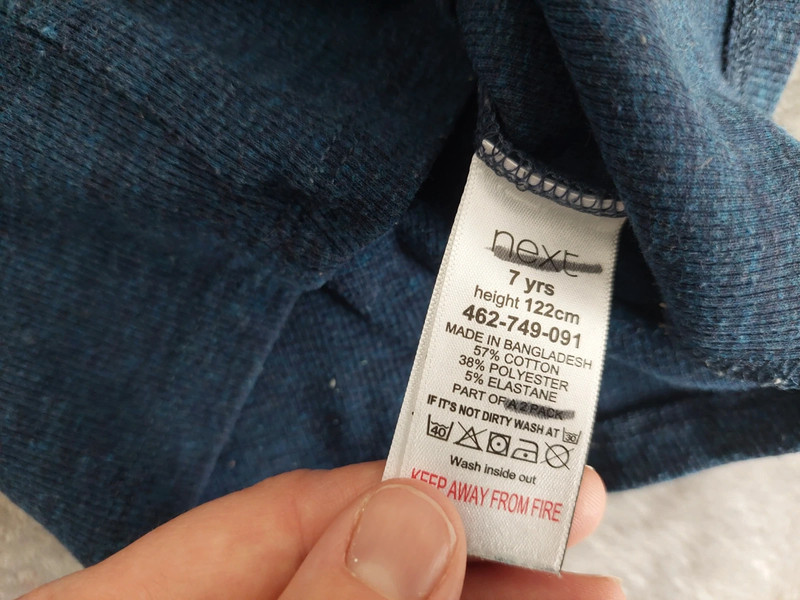 next
7 yrs
height 122cm
462-749-091
MADE IN BANGLADESH
57% COTTON
38% POLYESTER
5% ELASTANE
PART OF A 2 PACK
IF IT'S NOT DIRTY WASH AT 30
40
Wash inside out
KEEP AWAY FROM FIRE